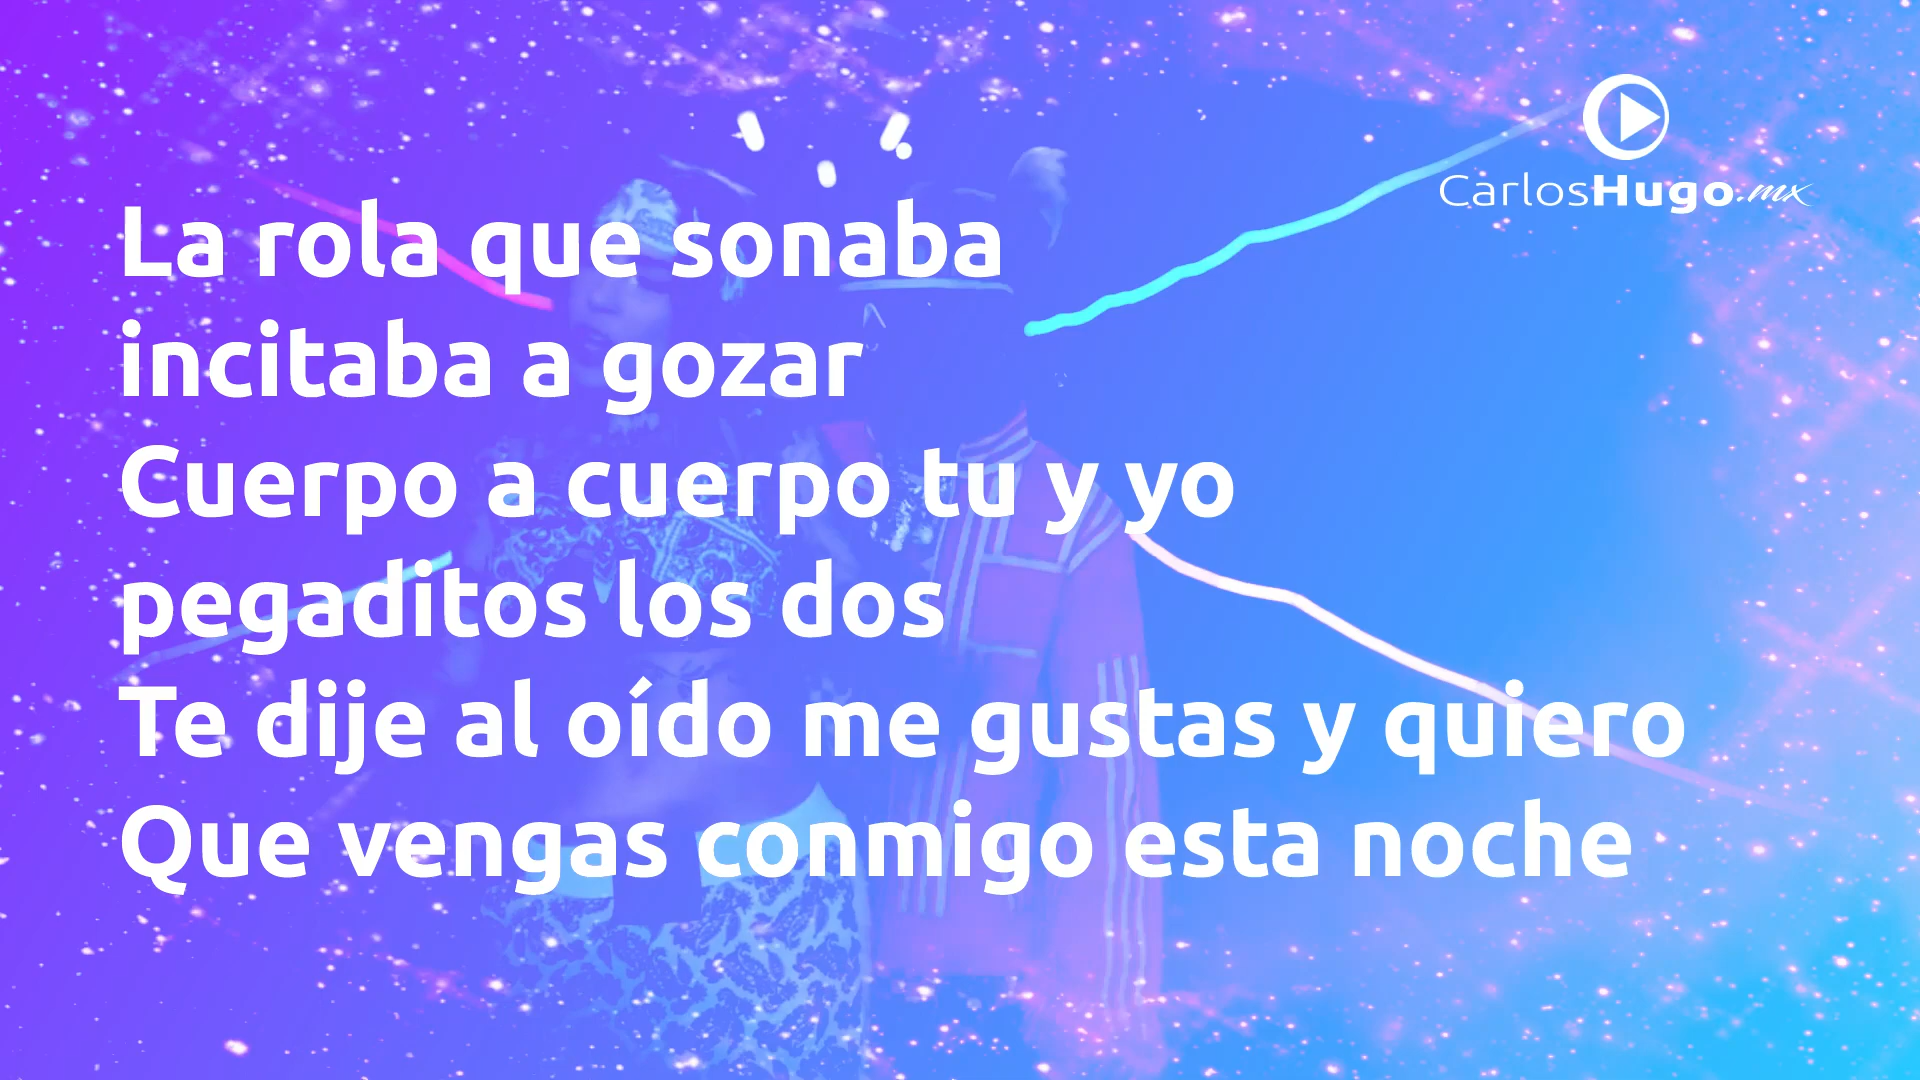 CarlosHugo.mx
La rola que sonaba
incitaba a gozar
Cuerpo a cuerpo tu y yo
pegaditos los dos
Te dije al oído me gustas y quiero
Que vengas conmigo esta noche